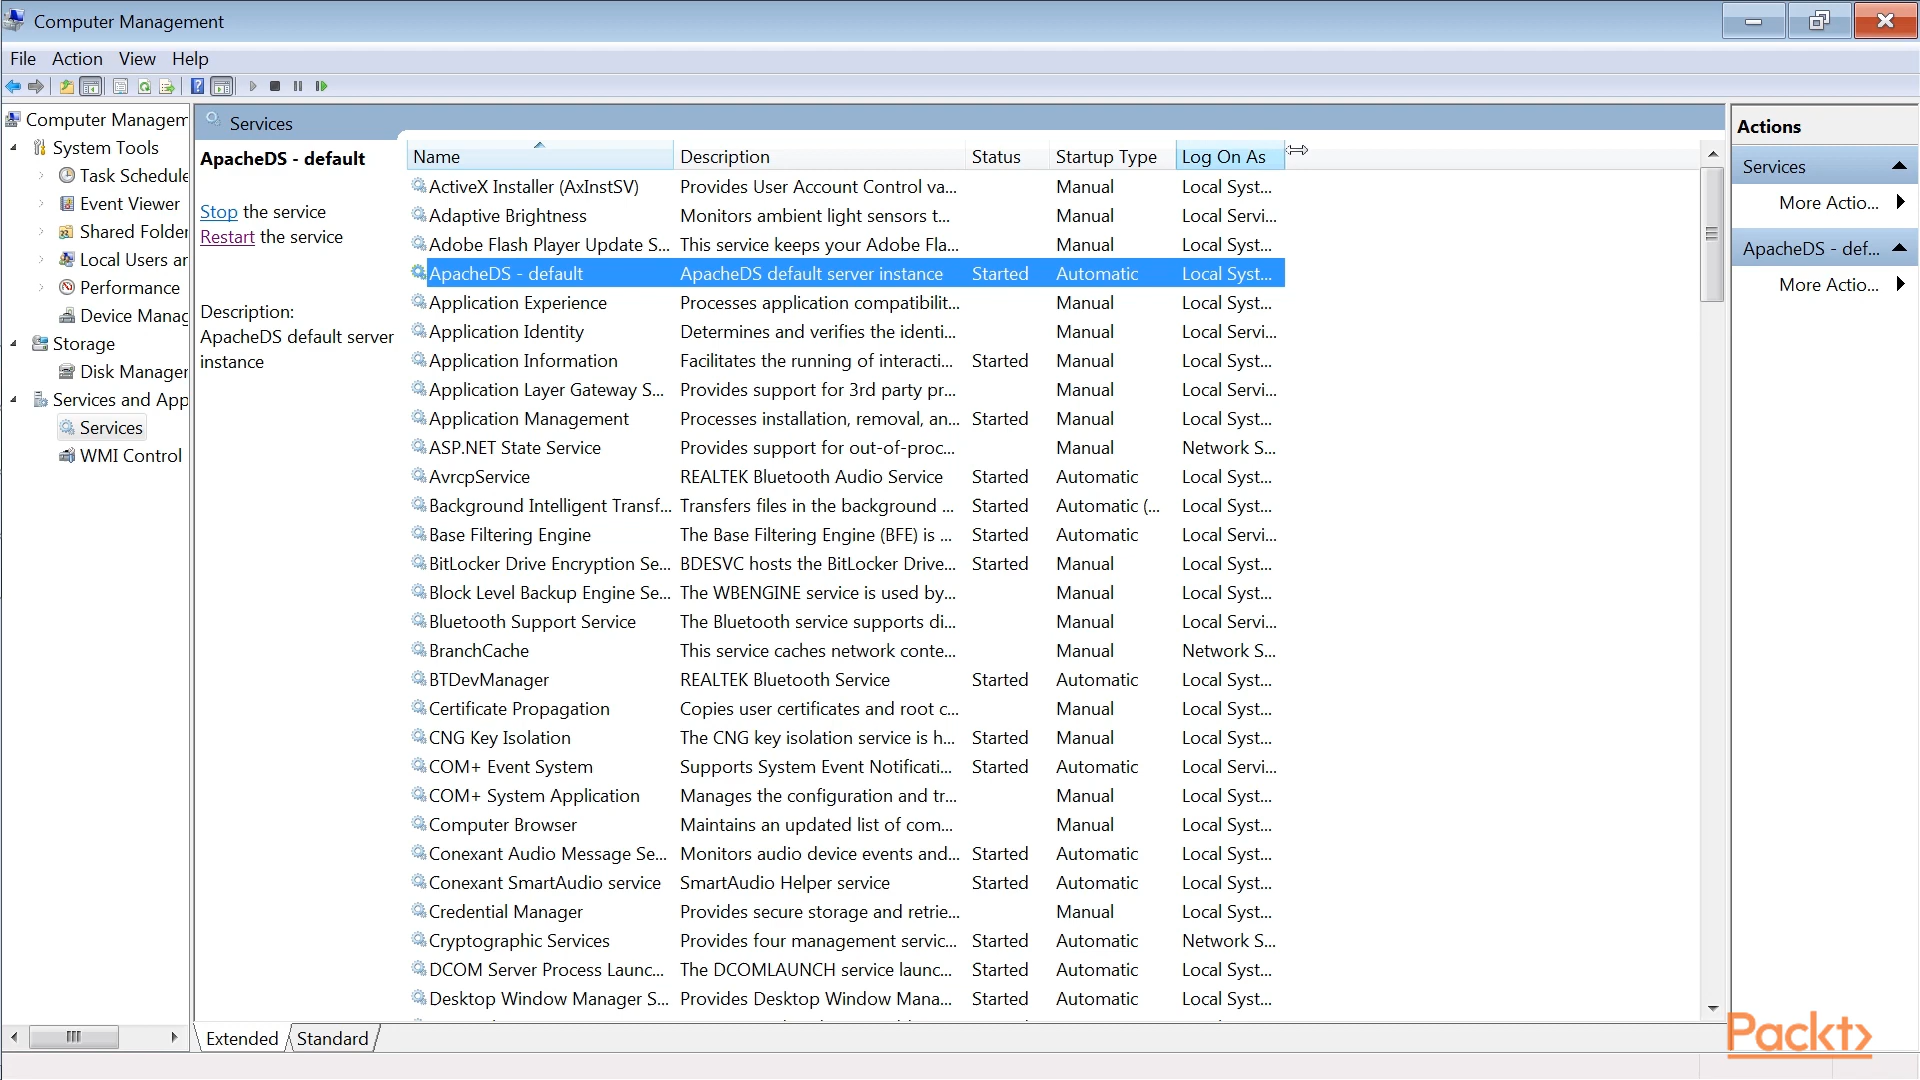 Computer Management
File Action View Help
Computer Managem
System Tools
Task Schedule
Event Viewer
Shared Folder
Local Users ar
Performance
Device Manag
Storage
Disk Manager
Services and App
Services
WMI Control
Services
ApacheDS - default
Stop the service
Restart the service
Description:
ApacheDS default server
instance
Name Description Status Startup Type Log On As
ActiveX Installer (AxInstSV) Provides User Account Control va... Manual Local Syst...
Adaptive Brightness Monitors ambient light sensors t... Manual Local Servi...
Adobe Flash Player Update S... This service keeps your Adobe Fla... Manual Local Syst...
ApacheDS - default ApacheDS default server instance Started Automatic Local Syst...
Application Experience Processes application compatibilit... Manual Local Syst...
Application Identity Determines and verifies the identi... Manual Local Servi...
Application Information Facilitates the running of interacti... Started Manual Local Syst...
Application Layer Gateway S... Provides support for 3rd party pr... Manual Local Servi...
Application Management Processes installation, removal, an... Started Manual Local Syst...
ASP.NET State Service Provides support for out-of-proc... Manual Network S...
AvrcpService REALTEK Bluetooth Audio Service Started Automatic Local Syst...
Background Intelligent Transf... Transfers files in the background ... Started Automatic (... Local Syst...
Base Filtering Engine The Base Filtering Engine (BFE) is ... Started Automatic Local Servi...
BitLocker Drive Encryption Se... BDESVC hosts the BitLocker Drive... Started Manual Local Syst...
Block Level Backup Engine Se... The WBENGINE service is used by... Manual Local Syst...
Bluetooth Support Service The Bluetooth service supports di... Manual Local Servi...
BranchCache This service caches network conte... Manual Network S...
BTDevManager REALTEK Bluetooth Service Started Automatic Local Syst...
Certificate Propagation Copies user certificates and root c... Manual Local Syst...
CNG Key Isolation The CNG key isolation service is h... Started Manual Local Syst...
COM+ Event System Supports System Event Notificati... Started Automatic Local Servi...
COM+ System Application Manages the configuration and tr... Manual Local Syst...
Computer Browser Maintains an updated list of com... Manual Local Syst...
Conexant Audio Message Se... Monitors audio device events and... Started Automatic Local Syst...
Conexant SmartAudio service SmartAudio Helper service Started Automatic Local Syst...
Credential Manager Provides secure storage and retrie... Manual Local Syst...
Cryptographic Services Provides four management servic... Started Automatic Network S...
DCOM Server Process Launc... The DCOMLAUNCH service launc... Started Automatic Local Syst...
Desktop Window Manager S... Provides Desktop Window Mana... Started Automatic Local Syst...
Extended Standard
Actions
Services
More Actio...
ApacheDS - def...
More Actio...
Packt>